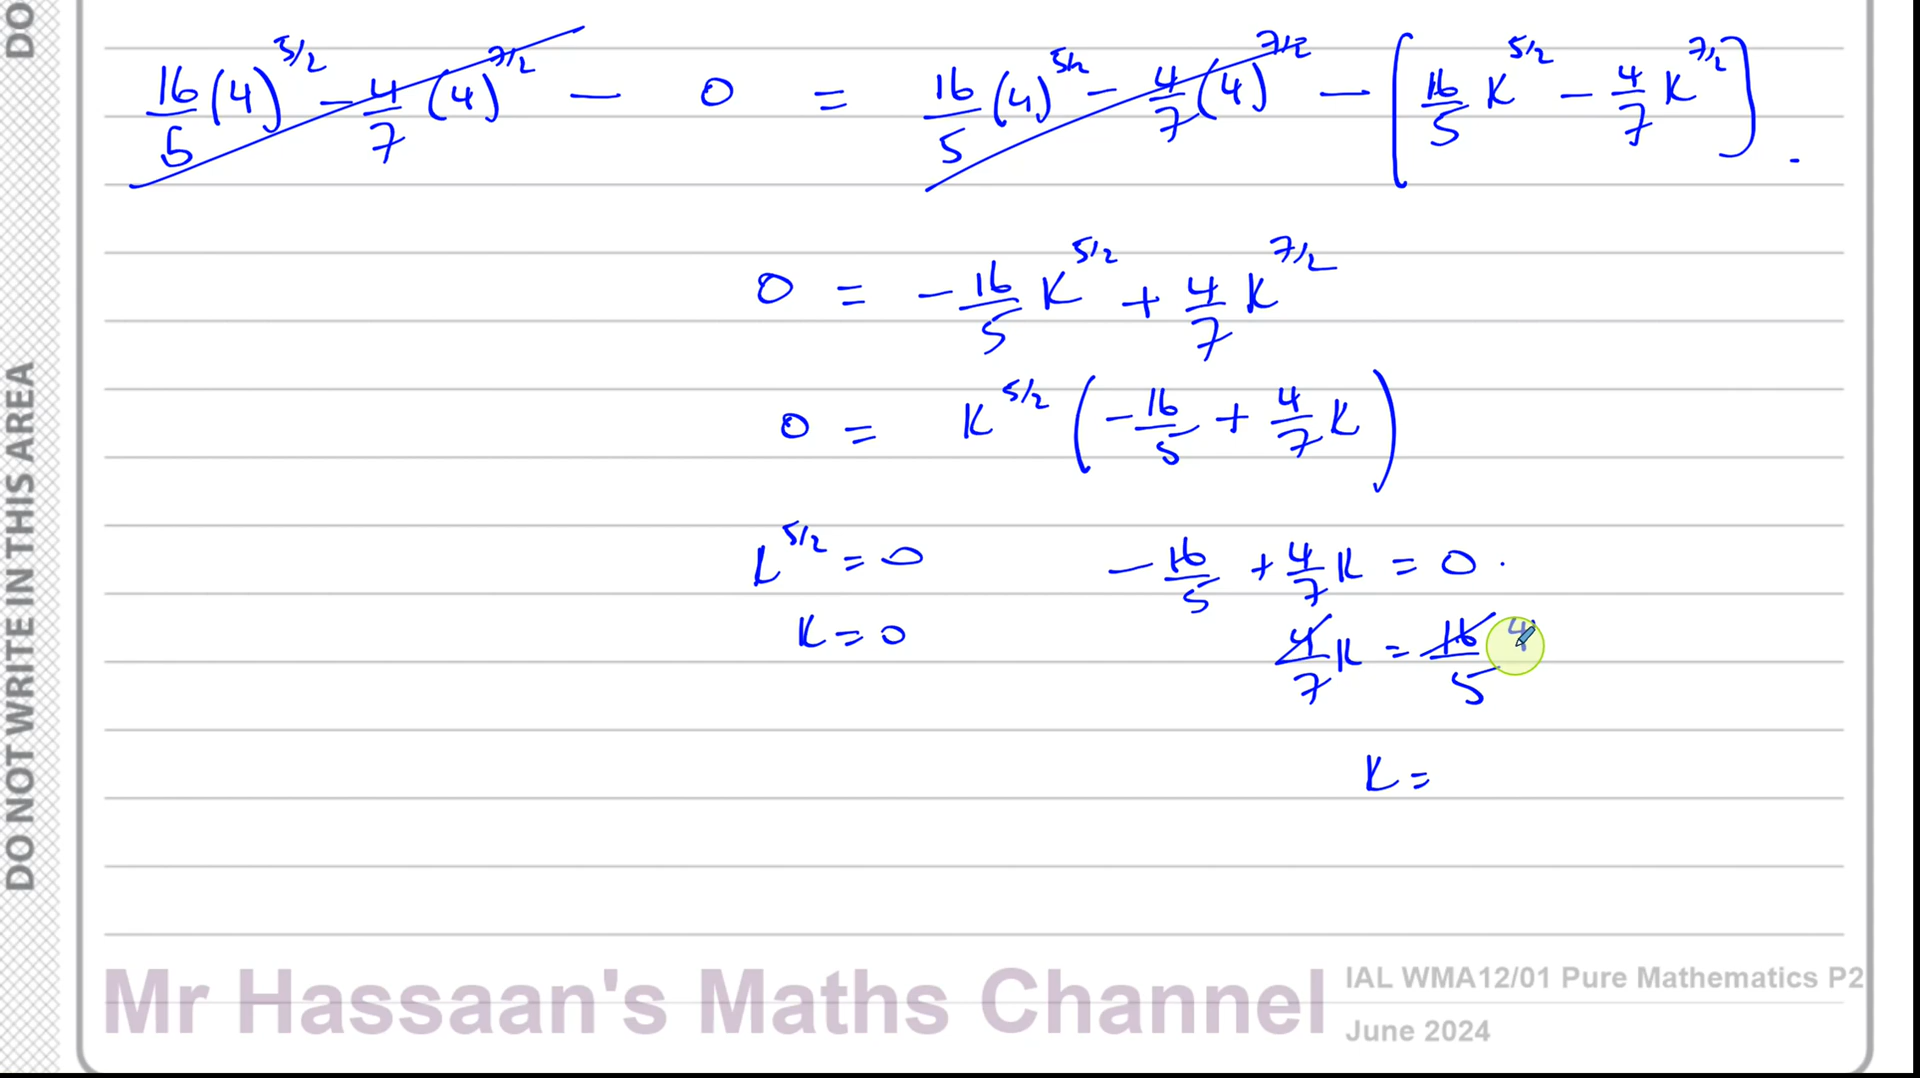 DO
16/5 (4)^5/2 - 4/7 (4)^7/2 - 0 = 16/5 (4)^5/2 - 4/7 (4)^7/2 - [16/5 K^5/2 - 4/7 K^7/2] .
0 = -16/5 K^5/2 + 4/7 K^7/2
0 = K^5/2 (-16/5 + 4/7 K)
K^5/2 = 0 -16/5 + 4/7 K = 0 .
K = 0 4/7 K = 16/5 4
K =
DO NOT WRITE IN THIS AREA
Mr Hassaan's Maths Channel
IAL WMA12/01 Pure Mathematics P2
June 2024